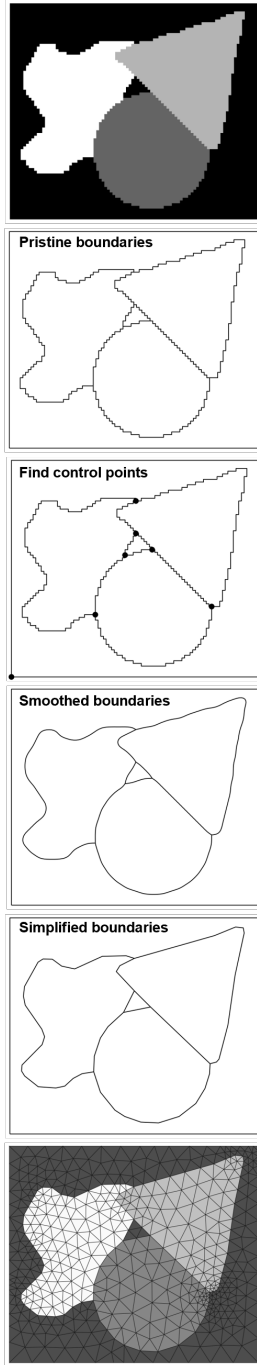 Pristine boundaries
Find control points
Smoothed boundaries
Simplified boundaries